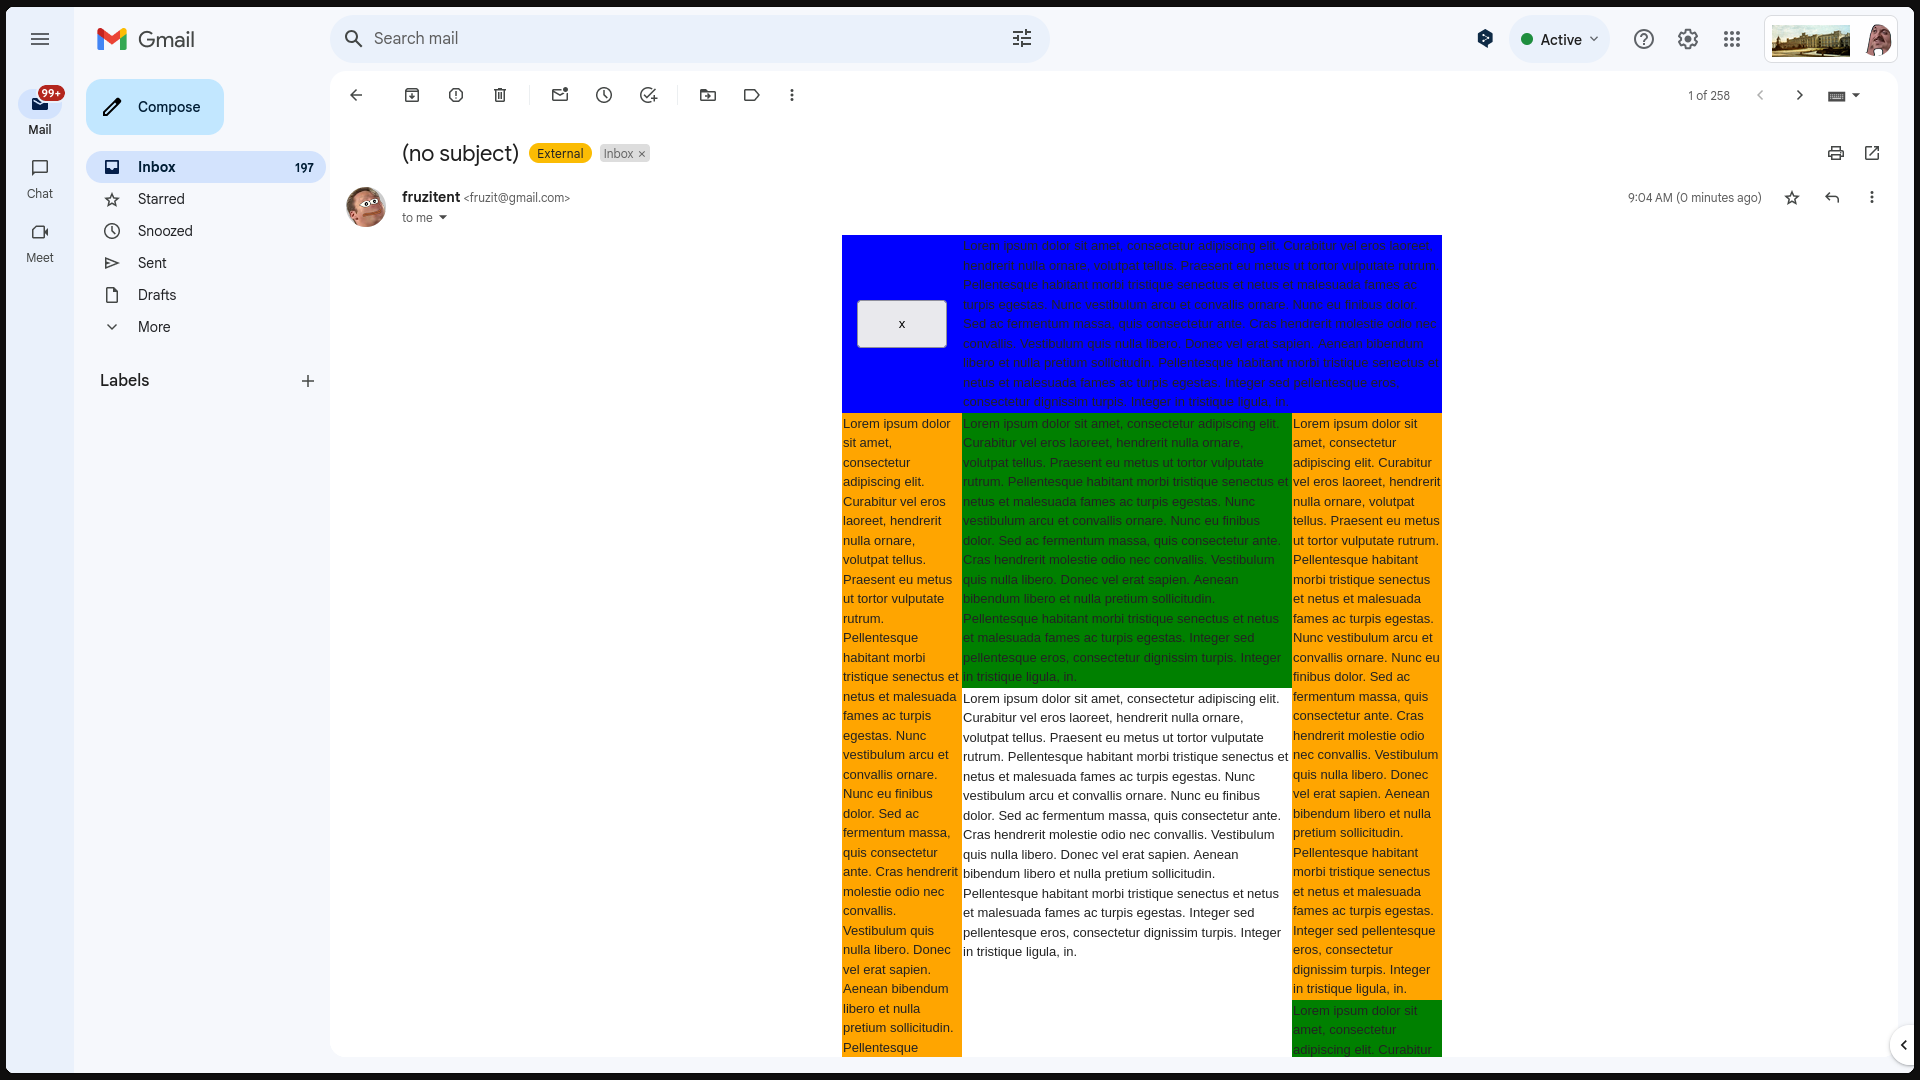 Gmail
Search mail
Active
99+
Mail
Chat
Meet
Compose
Inbox 197
Starred
Snoozed
Sent
Drafts
More
Labels
1 of 258
(no subject) External Inbox ×
fruzitent <fruzit@gmail.com>
9:04 AM (0 minutes ago)
to me
x
Lorem ipsum dolor sit amet, consectetur adipiscing elit. Curabitur vel eros laoreet,
hendrerit nulla ornare, volutpat tellus. Praesent eu metus ut tortor vulputate rutrum.
Pellentesque habitant morbi tristique senectus et netus et malesuada fames ac
turpis egestas. Nunc vestibulum arcu et convallis ornare. Nunc eu finibus dolor.
Sed ac fermentum massa, quis consectetur ante. Cras hendrerit molestie odio nec
convallis. Vestibulum quis nulla libero. Donec vel erat sapien. Aenean bibendum
libero et nulla pretium sollicitudin. Pellentesque habitant morbi tristique senectus et
netus et malesuada fames ac turpis egestas. Integer sed pellentesque eros,
consectetur dignissim turpis. Integer in tristique ligula, in.
Lorem ipsum dolor
sit amet,
consectetur
adipiscing elit.
Curabitur vel eros
laoreet, hendrerit
nulla ornare,
volutpat tellus.
Praesent eu metus
ut tortor vulputate
rutrum.
Pellentesque
habitant morbi
tristique senectus et
netus et malesuada
fames ac turpis
egestas. Nunc
vestibulum arcu et
convallis ornare.
Nunc eu finibus
dolor. Sed ac
fermentum massa,
quis consectetur
ante. Cras hendrerit
molestie odio nec
convallis.
Vestibulum quis
nulla libero. Donec
vel erat sapien.
Aenean bibendum
libero et nulla
pretium sollicitudin.
Pellentesque
Lorem ipsum dolor sit amet, consectetur adipiscing elit.
Curabitur vel eros laoreet, hendrerit nulla ornare,
volutpat tellus. Praesent eu metus ut tortor vulputate
rutrum. Pellentesque habitant morbi tristique senectus et
netus et malesuada fames ac turpis egestas. Nunc
vestibulum arcu et convallis ornare. Nunc eu finibus
dolor. Sed ac fermentum massa, quis consectetur ante.
Cras hendrerit molestie odio nec convallis. Vestibulum
quis nulla libero. Donec vel erat sapien. Aenean
bibendum libero et nulla pretium sollicitudin.
Pellentesque habitant morbi tristique senectus et netus
et malesuada fames ac turpis egestas. Integer sed
pellentesque eros, consectetur dignissim turpis. Integer
in tristique ligula, in.
Lorem ipsum dolor sit amet, consectetur adipiscing elit.
Curabitur vel eros laoreet, hendrerit nulla ornare,
volutpat tellus. Praesent eu metus ut tortor vulputate
rutrum. Pellentesque habitant morbi tristique senectus et
netus et malesuada fames ac turpis egestas. Nunc
vestibulum arcu et convallis ornare. Nunc eu finibus
dolor. Sed ac fermentum massa, quis consectetur ante.
Cras hendrerit molestie odio nec convallis. Vestibulum
quis nulla libero. Donec vel erat sapien. Aenean
bibendum libero et nulla pretium sollicitudin.
Pellentesque habitant morbi tristique senectus et netus
et malesuada fames ac turpis egestas. Integer sed
pellentesque eros, consectetur dignissim turpis. Integer
in tristique ligula, in.
Lorem ipsum dolor sit
amet, consectetur
adipiscing elit. Curabitur
vel eros laoreet, hendrerit
nulla ornare, volutpat
tellus. Praesent eu metus
ut tortor vulputate rutrum.
Pellentesque habitant
morbi tristique senectus
et netus et malesuada
fames ac turpis egestas.
Nunc vestibulum arcu et
convallis ornare. Nunc eu
finibus dolor. Sed ac
fermentum massa, quis
consectetur ante. Cras
hendrerit molestie odio
nec convallis. Vestibulum
quis nulla libero. Donec
vel erat sapien. Aenean
bibendum libero et nulla
pretium sollicitudin.
Pellentesque habitant
morbi tristique senectus
et netus et malesuada
fames ac turpis egestas.
Integer sed pellentesque
eros, consectetur
dignissim turpis. Integer
in tristique ligula, in.
Lorem ipsum dolor sit
amet, consectetur
adipiscing elit. Curabitur